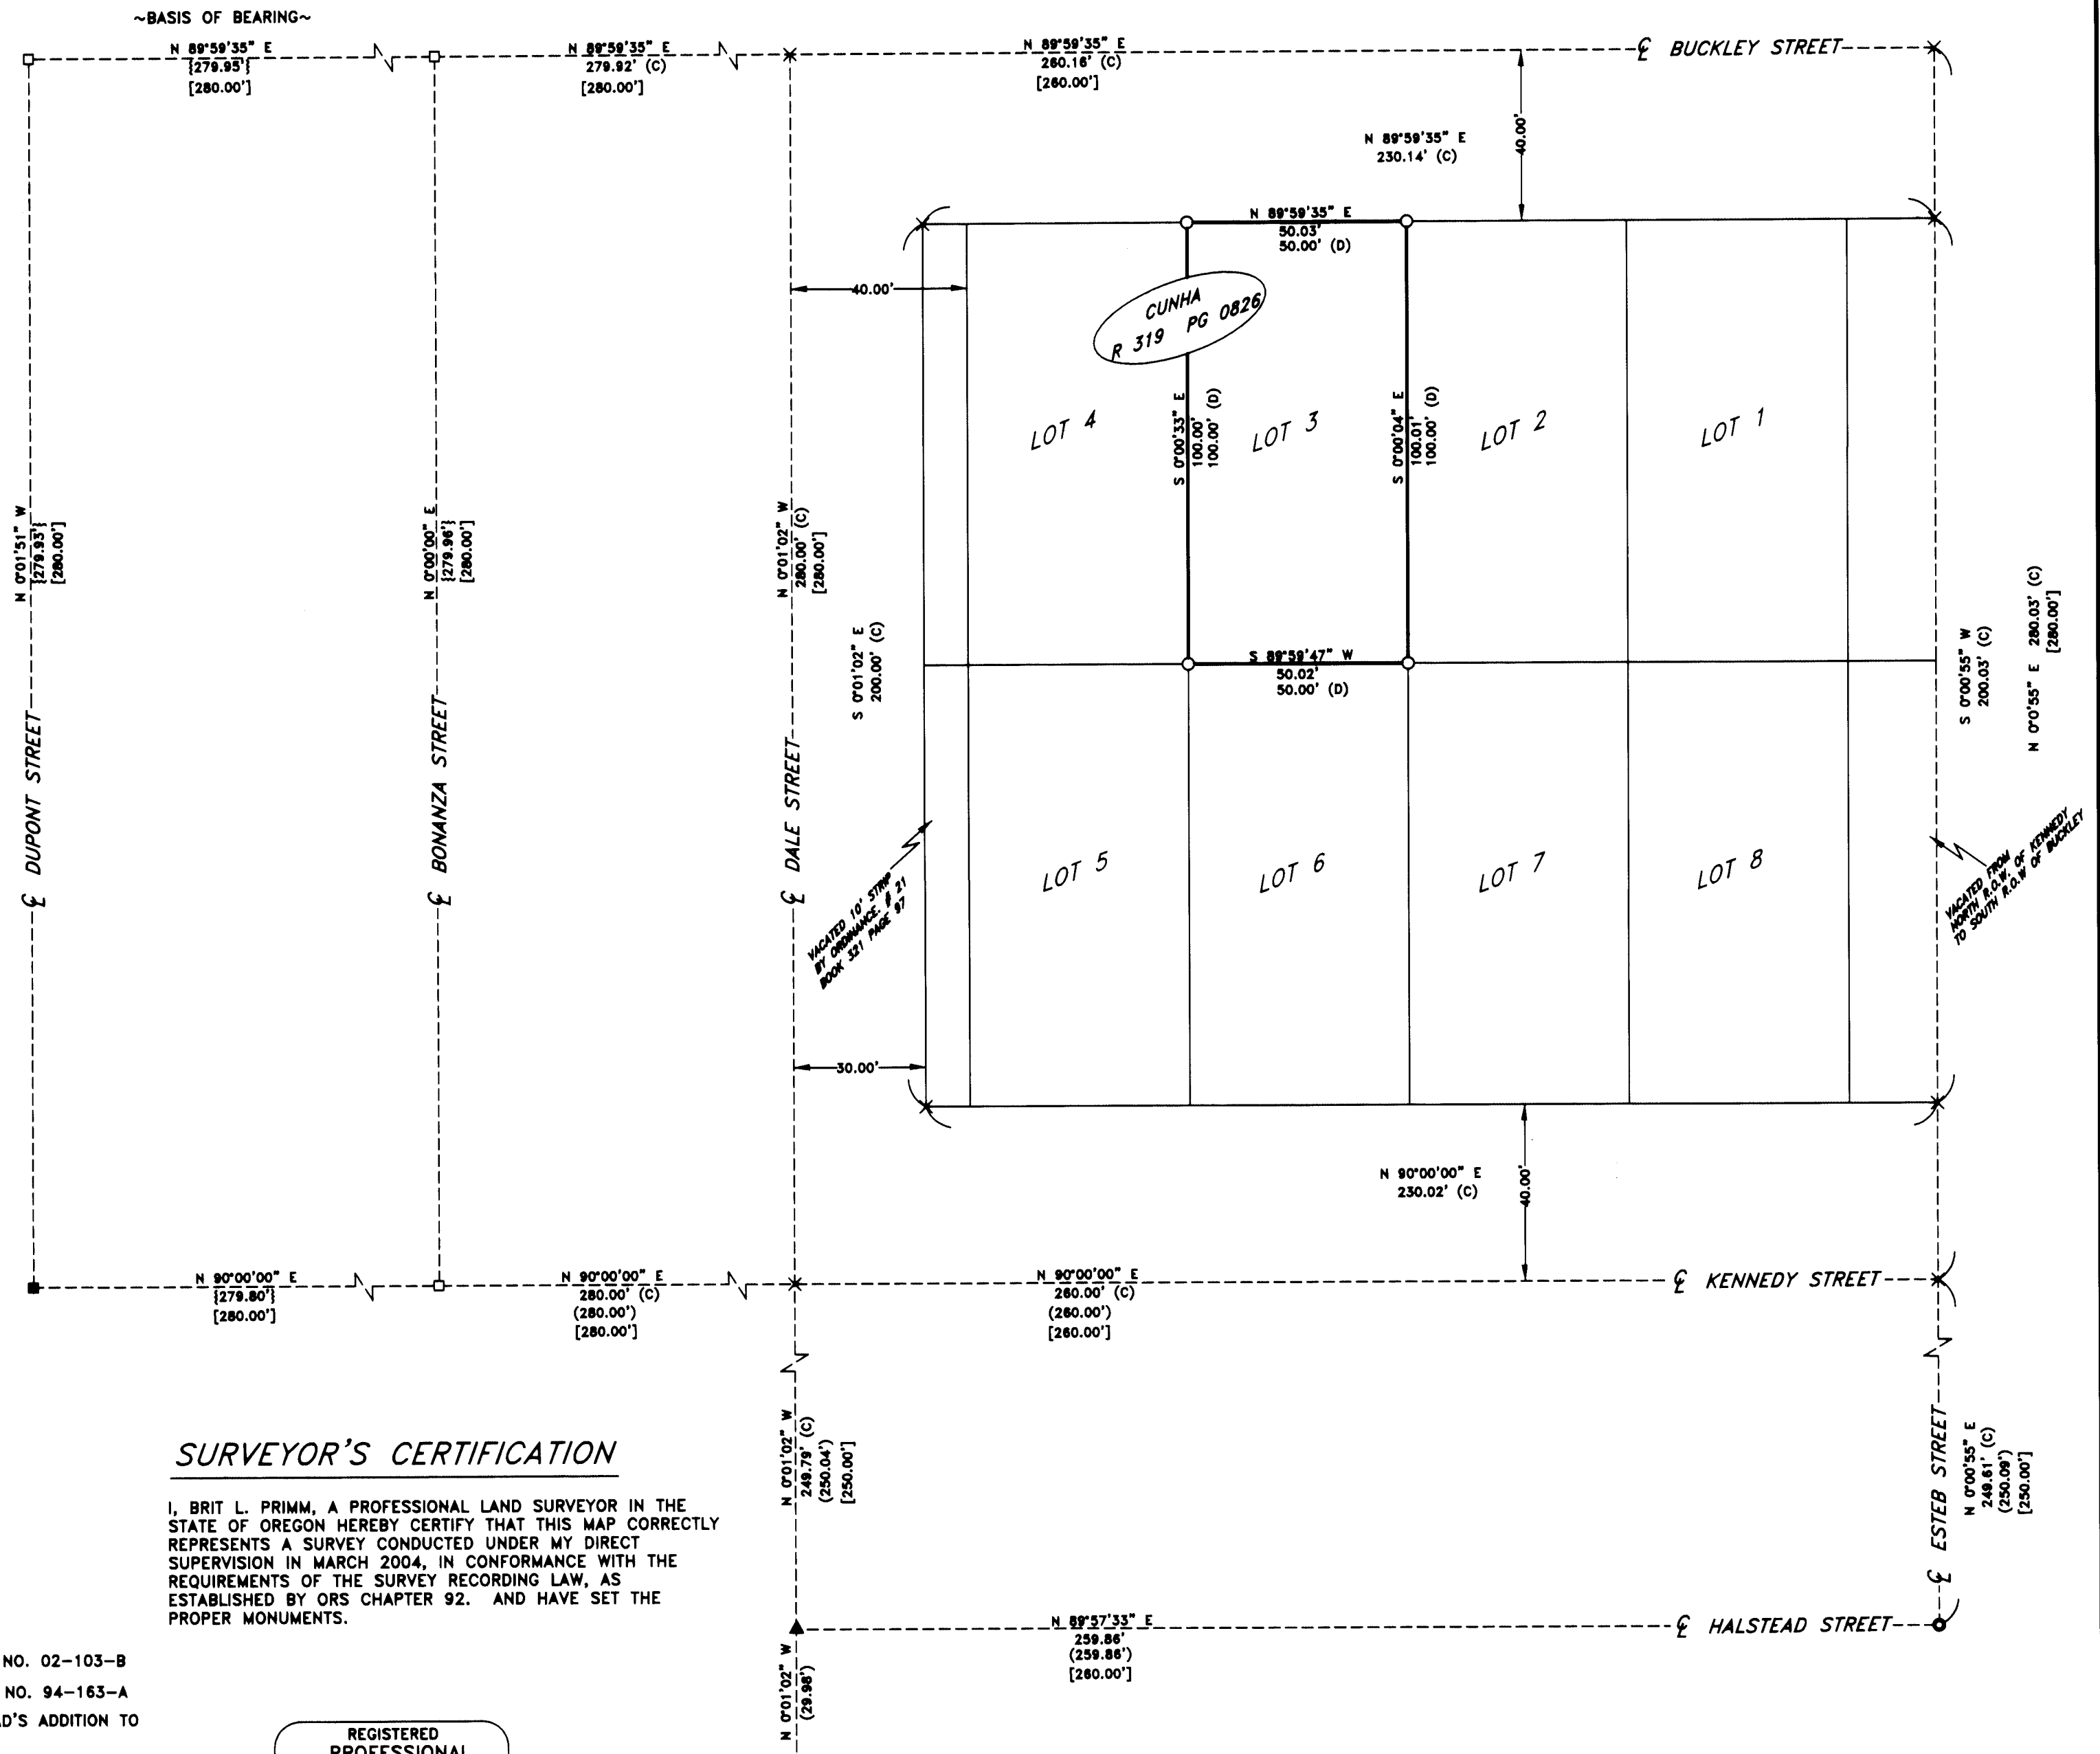 ~BASIS OF BEARING~
N 89°59'35" E
{279.95'}
[280.00']
N 89°59'35" E
279.92' (C)
[280.00']
N 89°59'35" E
260.16' (C)
[260.00']
℄ BUCKLEY STREET
N 89°59'35" E
230.14' (C)
40.00'
N 89°59'35" E
50.03'
50.00' (D)
40.00'
CUNHA
R 319 PG 0826
S 0°00'33" E
100.00'
100.00' (D)
S 0°00'04" E
100.01'
100.00' (D)
LOT 4
LOT 3
LOT 2
LOT 1
N 0°01'51" W
{279.93'}
[280.00']
N 0°00'00" E
{279.96'}
[280.00']
N 0°01'02" W
280.00' (C)
[280.00']
S 0°01'02" E
200.00' (C)
S 0°00'55" W
200.03' (C)
N 0°0'55" E 280.03' (C)
[280.00']
S 89°59'47" W
50.02'
50.00' (D)
℄ DUPONT STREET
℄ BONANZA STREET
℄ DALE STREET
VACATED 10' STRIP
BY ORDINANCE. # 21
BOOK 321 PAGE 97
LOT 5
LOT 6
LOT 7
LOT 8
VACATED FROM
NORTH R.O.W. OF KENNEDY
TO SOUTH R.O.W OF BUCKLEY
30.00'
N 90°00'00" E
230.02' (C)
40.00'
N 90°00'00" E
{279.80'}
[280.00']
N 90°00'00" E
280.00' (C)
(280.00')
[280.00']
N 90°00'00" E
260.00' (C)
(260.00')
[260.00']
℄ KENNEDY STREET
N 0°01'02" W
249.79' (C)
(250.04')
[250.00']
℄ ESTEB STREET
N 0°00'55" E
249.61' (C)
(250.09')
[250.00']
SURVEYOR'S CERTIFICATION
I, BRIT L. PRIMM, A PROFESSIONAL LAND SURVEYOR IN THE
STATE OF OREGON HEREBY CERTIFY THAT THIS MAP CORRECTLY
REPRESENTS A SURVEY CONDUCTED UNDER MY DIRECT
SUPERVISION IN MARCH 2004, IN CONFORMANCE WITH THE
REQUIREMENTS OF THE SURVEY RECORDING LAW, AS
ESTABLISHED BY ORS CHAPTER 92. AND HAVE SET THE
PROPER MONUMENTS.
N 89°57'33" E
259.86'
(259.86')
[260.00']
℄ HALSTEAD STREET
N 0°01'02" W
(29.98')
NO. 02-103-B
NO. 94-163-A
D'S ADDITION TO
REGISTERED
PROFESSIONAL